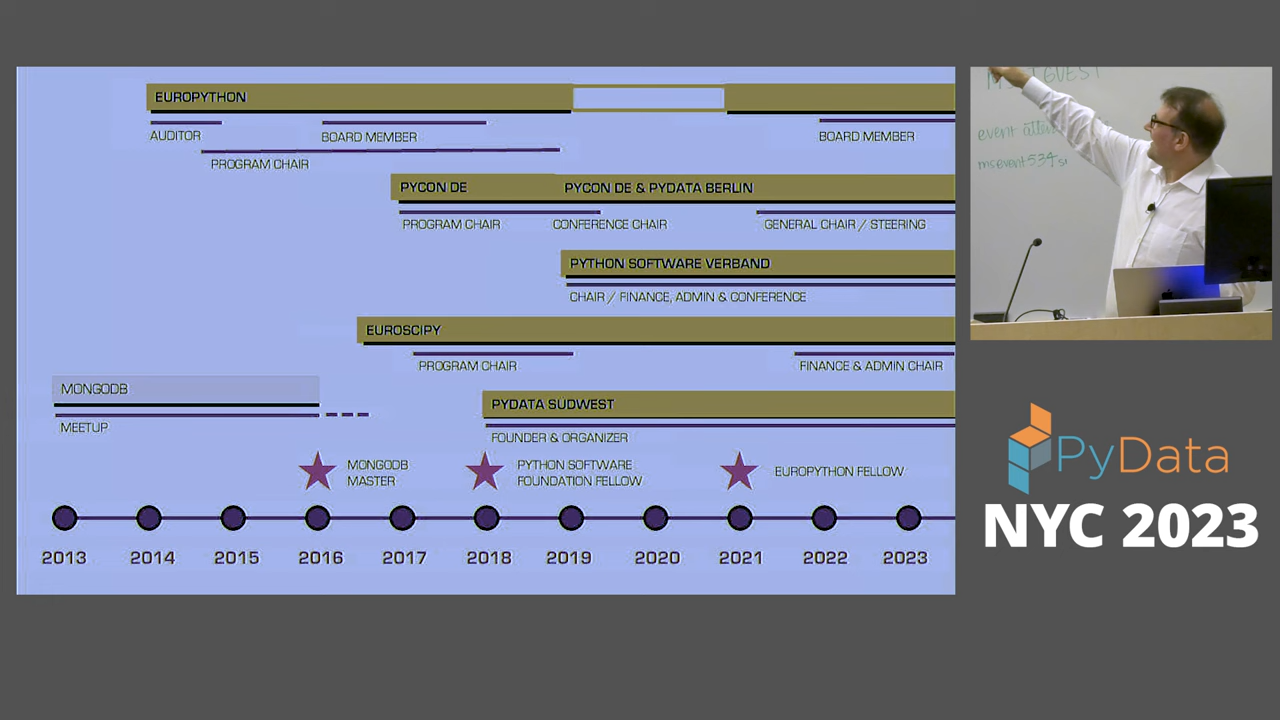 EUROPYTHON
AUDITOR
BOARD MEMBER
BOARD MEMBER
PROGRAM CHAIR
PYCON DE
PYCON DE & PYDATA BERLIN
PROGRAM CHAIR
CONFERENCE CHAIR
GENERAL CHAIR / STEERING
PYTHON SOFTWARE VERBAND
CHAIR / FINANCE, ADMIN & CONFERENCE
EUROSCIPY
PROGRAM CHAIR
FINANCE & ADMIN CHAIR
MONGODB
MEETUP
PYDATA SUDWEST
FOUNDER & ORGANIZER
MONGODB
MASTER
PYTHON SOFTWARE
FOUNDATION FELLOW
EUROPYTHON FELLOW
2013 2014 2015 2016 2017 2018 2019 2020 2021 2022 2023
GUEST
event
msevent534
PyData
NYC 2023